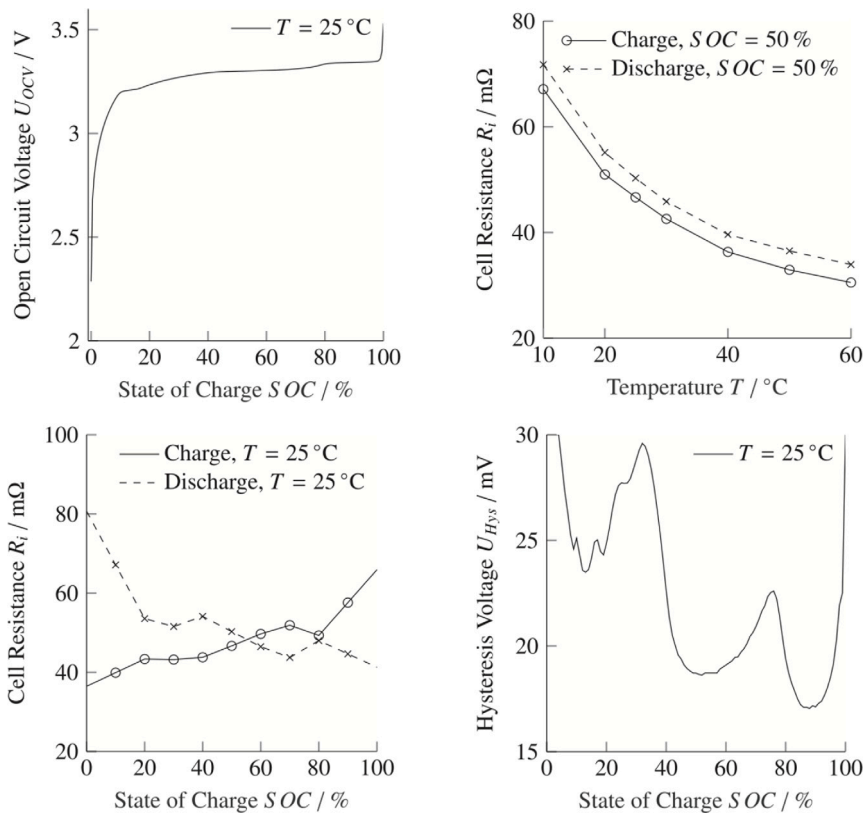 3.5
3
2.5
2
0
20
40
60
80
100
Open Circuit Voltage U_OCV / V
State of Charge SOC / %
T = 25 °C
80
60
40
20
10
20
30
40
60
Cell Resistance R_i / mΩ
Temperature T / °C
Charge, SOC = 50 %
Discharge, SOC = 50 %
100
80
60
40
20
0
20
40
60
80
100
Cell Resistance R_i / mΩ
State of Charge SOC / %
Charge, T = 25 °C
Discharge, T = 25 °C
30
25
20
15
0
20
40
60
80
100
Hysteresis Voltage U_Hys / mV
State of Charge SOC / %
T = 25 °C